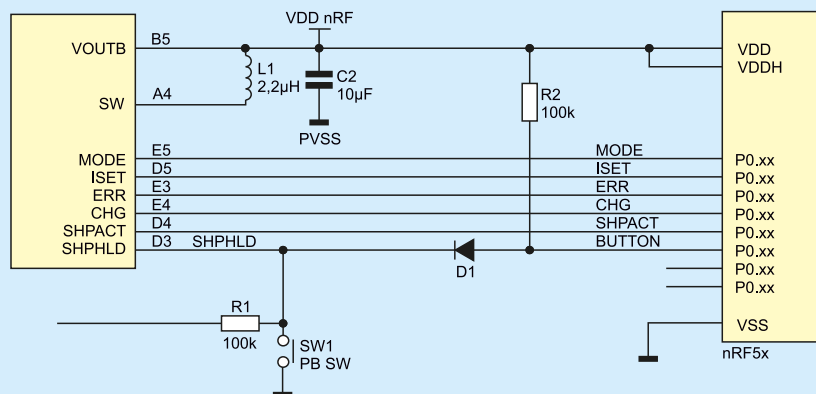 VDD nRF
VOUTB B5
VDD
L1
2,2µH
C2
10µF
VDDH
SW A4
R2
100k
PVSS
MODE E5 MODE P0.xx
ISET D5 ISET P0.xx
ERR E3 ERR P0.xx
CHG E4 CHG P0.xx
SHPACT D4 SHPACT P0.xx
SHPHLD D3 SHPHLD BUTTON P0.xx
D1
P0.xx
P0.xx
R1
100k
SW1
PB SW
VSS
nRF5x